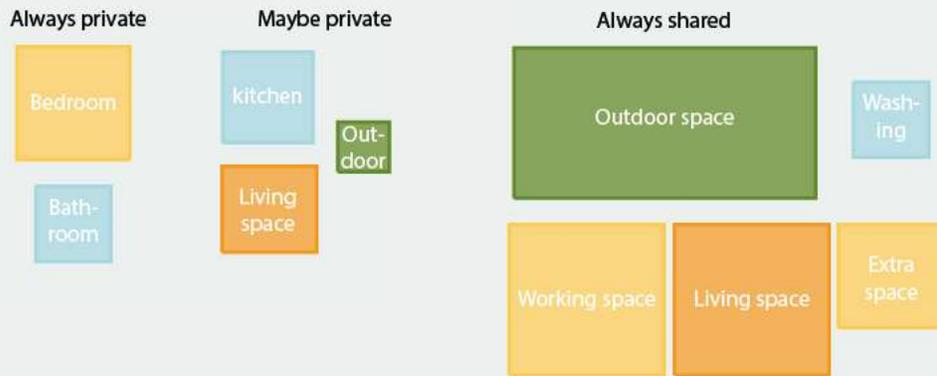 Always private
Maybe private
Always shared
Bedroom
Bath-
room
kitchen
Out-
door
Living
space
Outdoor space
Wash-
ing
Working space
Living space
Extra
space